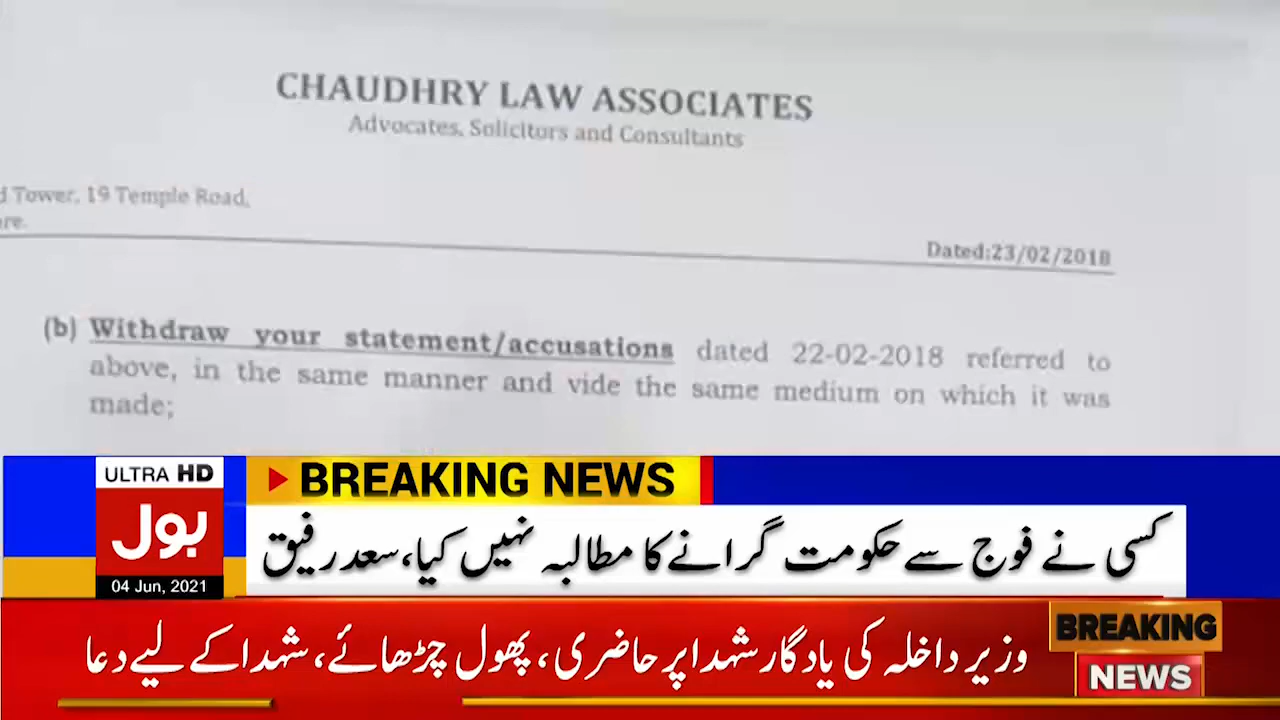 CHAUDHRY LAW ASSOCIATES
Advocates, Solicitors and Consultants
Tower, 19 Temple Road,
Dated:23/02/2018
(b) Withdraw your statement/accusations dated 22-02-2018 referred to
above, in the same manner and vide the same medium on which it was
made;
ULTRA HD
BREAKING NEWS
بول
کسی نے فوج سے حکومت گرانے کا مطالبہ نہیں کیا، سعد رفیق
04 Jun, 2021
وزیر داخلہ کی یادگار شہدا پر حاضری، پھول چڑھائے، شہدا کے لیے دعا
BREAKING
NEWS